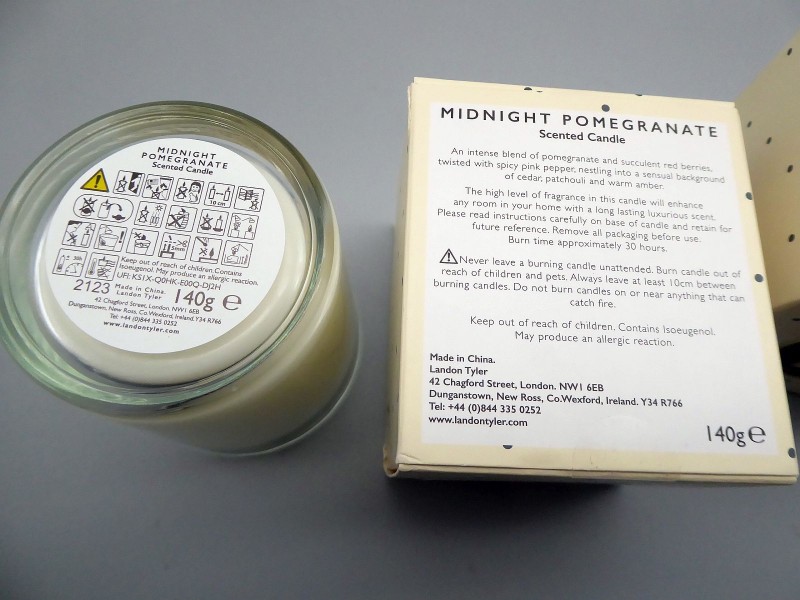 MIDNIGHT
POMEGRANATE
Scented Candle
10 cm
5mm
Keep out of reach of children.Contains
Isoeugenol. May produce an allergic reaction.
UFI: KS1X-Q0HK-E00Q-DJ2H
2123
Made in China.
Landon Tyler
140g e
42 Chagford Street, London. NW1 6EB
Dunganstown, New Ross, Co.Wexford, Ireland. Y34 R766
Tel: +44 (0)844 335 0252
www.landontyler.com
MIDNIGHT POMEGRANATE
Scented Candle
An intense blend of pomegranate and succulent red berries,
twisted with spicy pink pepper, nestling into a sensual background
of cedar, patchouli and warm amber.
The high level of fragrance in this candle will enhance
any room in your home with a long lasting luxurious scent.
Please read instructions carefully on base of candle and retain for
future reference. Remove all packaging before use.
Burn time approximately 30 hours.
Never leave a burning candle unattended. Burn candle out of
reach of children and pets. Always leave at least 10cm between
burning candles. Do not burn candles on or near anything that can
catch fire.
Keep out of reach of children. Contains Isoeugenol.
May produce an allergic reaction.
Made in China.
Landon Tyler
42 Chagford Street, London. NW1 6EB
Dunganstown, New Ross, Co.Wexford, Ireland. Y34 R766
Tel: +44 (0)844 335 0252
www.landontyler.com
140g e